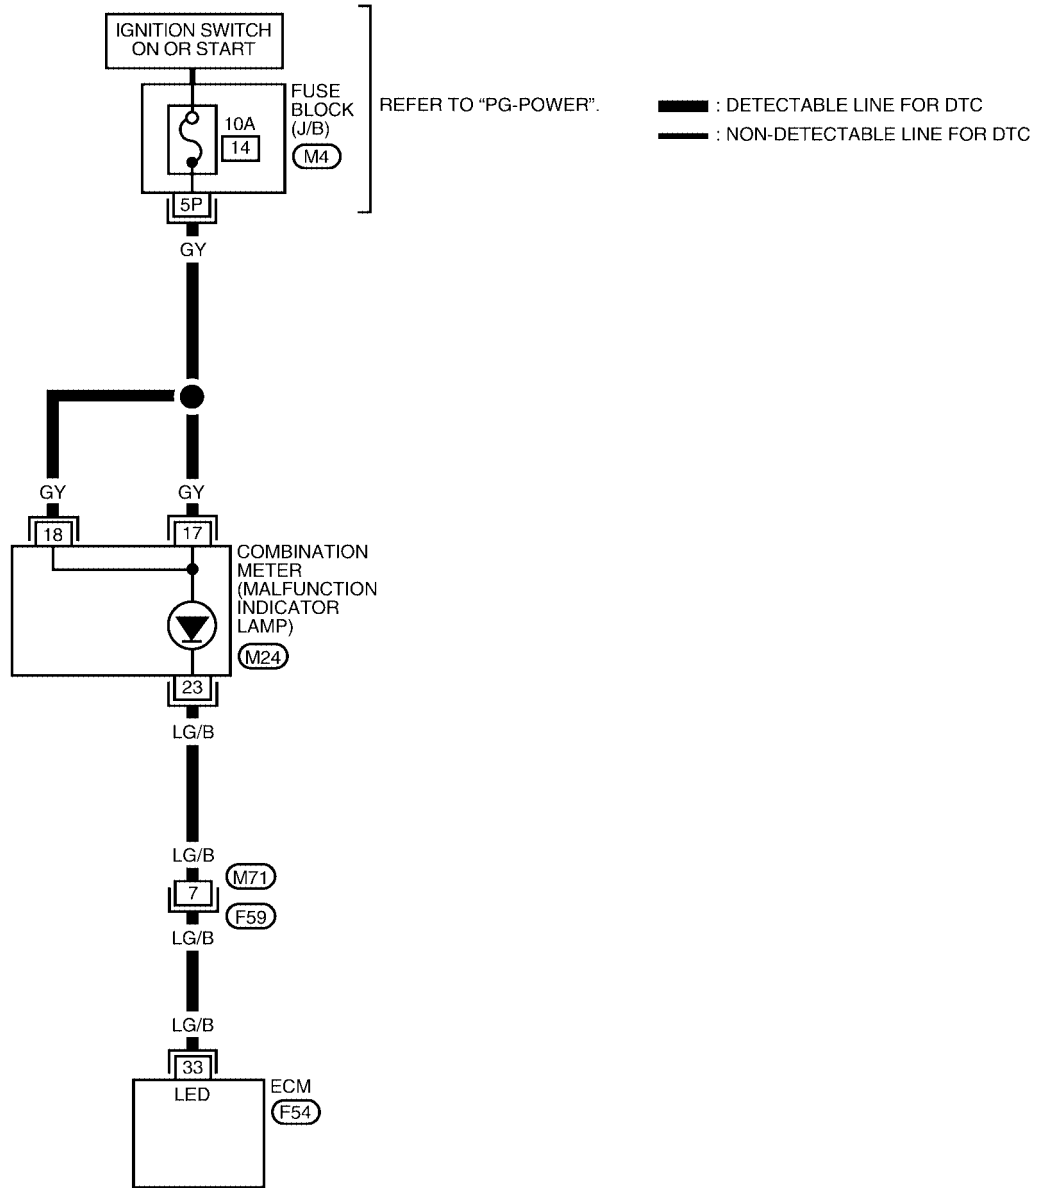 IGNITION SWITCH
ON OR START
FUSE
BLOCK
(J/B)
M4
10A
14
REFER TO “PG-POWER”.
: DETECTABLE LINE FOR DTC
: NON-DETECTABLE LINE FOR DTC
5P
GY
GY
GY
18
17
COMBINATION
METER
(MALFUNCTION
INDICATOR
LAMP)
M24
23
LG/B
LG/B
M71
7
F59
LG/B
LG/B
33
LED
ECM
F54